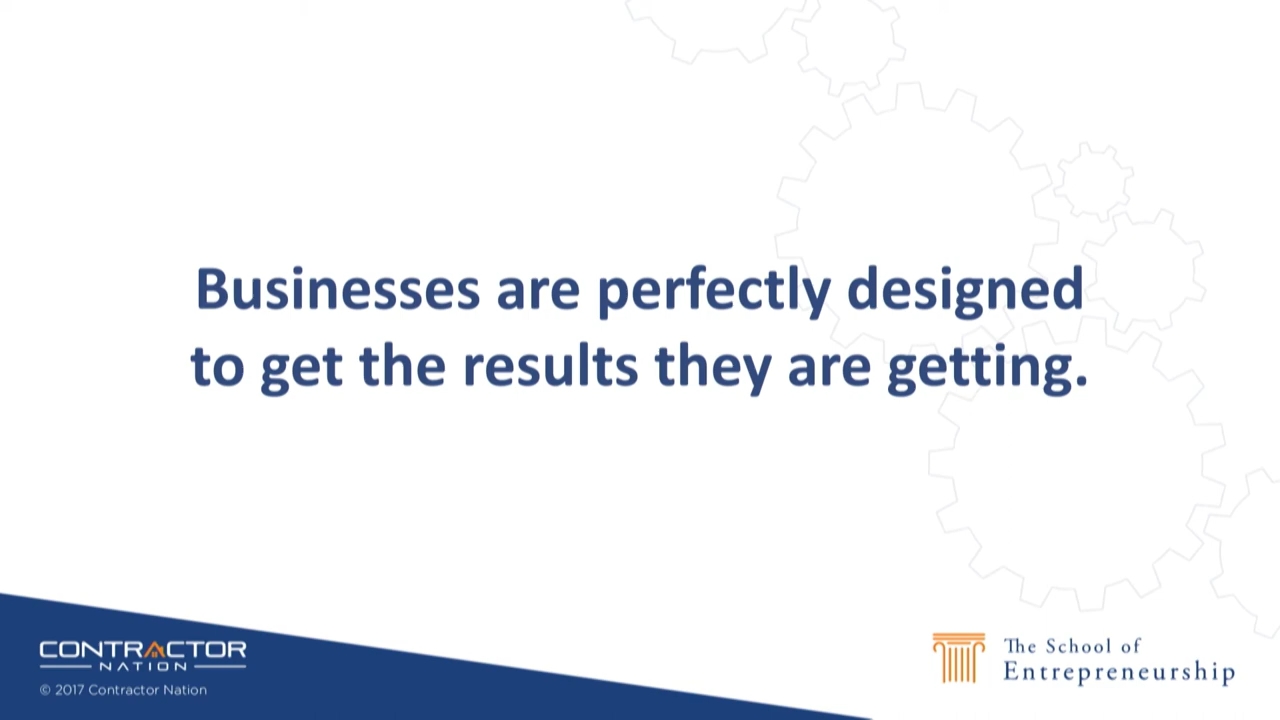 Businesses are perfectly designed
to get the results they are getting.
CONTRACTOR
NATION
© 2017 Contractor Nation
The School of
Entrepreneurship